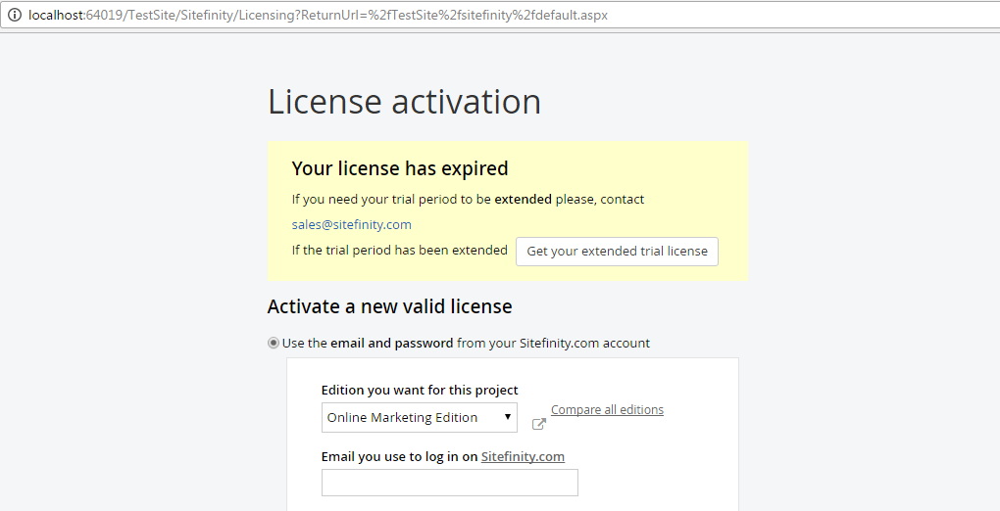 localhost:64019/TestSite/Sitefinity/Licensing?ReturnUrl=%2fTestSite%2fsitefinity%2fdefault.aspx
License activation
Your license has expired
If you need your trial period to be extended please, contact
sales@sitefinity.com
If the trial period has been extended Get your extended trial license
Activate a new valid license
Use the email and password from your Sitefinity.com account
Edition you want for this project
Online Marketing Edition Compare all editions
Email you use to log in on Sitefinity.com